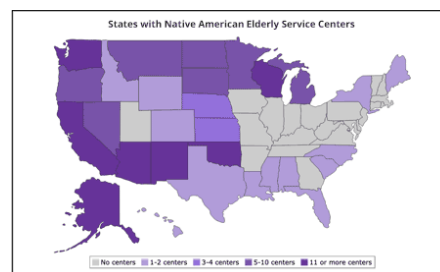 States with Native American Elderly Service Centers
No centers 1-2 centers 3-4 centers 5-10 centers 11 or more centers